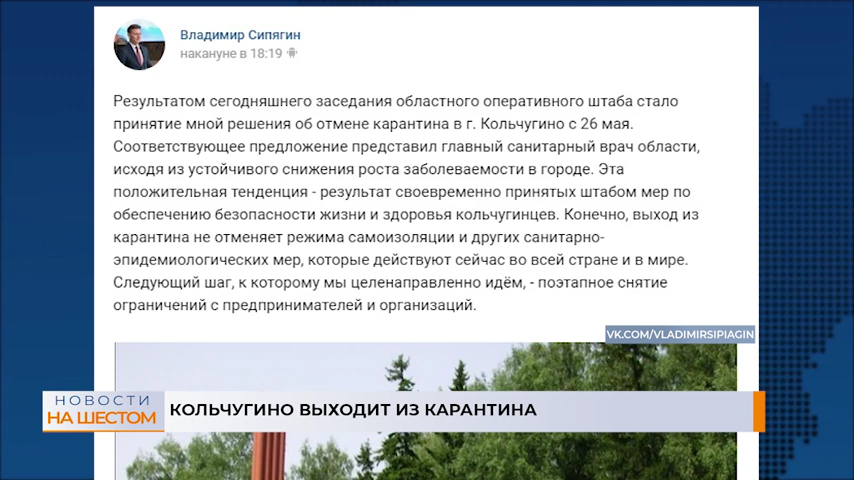 Владимир Сипягин
накануне в 18:19
Результатом сегодняшнего заседания областного оперативного штаба стало
принятие мной решения об отмене карантина в г. Кольчугино с 26 мая.
Соответствующее предложение представил главный санитарный врач области,
исходя из устойчивого снижения роста заболеваемости в городе. Эта
положительная тенденция - результат своевременно принятых штабом мер по
обеспечению безопасности жизни и здоровья кольчугинцев. Конечно, выход из
карантина не отменяет режима самоизоляции и других санитарно-
эпидемиологических мер, которые действуют сейчас во всей стране и в мире.
Следующий шаг, к которому мы целенаправленно идём, - поэтапное снятие
ограничений с предпринимателей и организаций.
VK.COM/VLADIMIRSIPIAGIN
НОВОСТИ
НА ШЕСТОМ
КОЛЬЧУГИНО ВЫХОДИТ ИЗ КАРАНТИНА